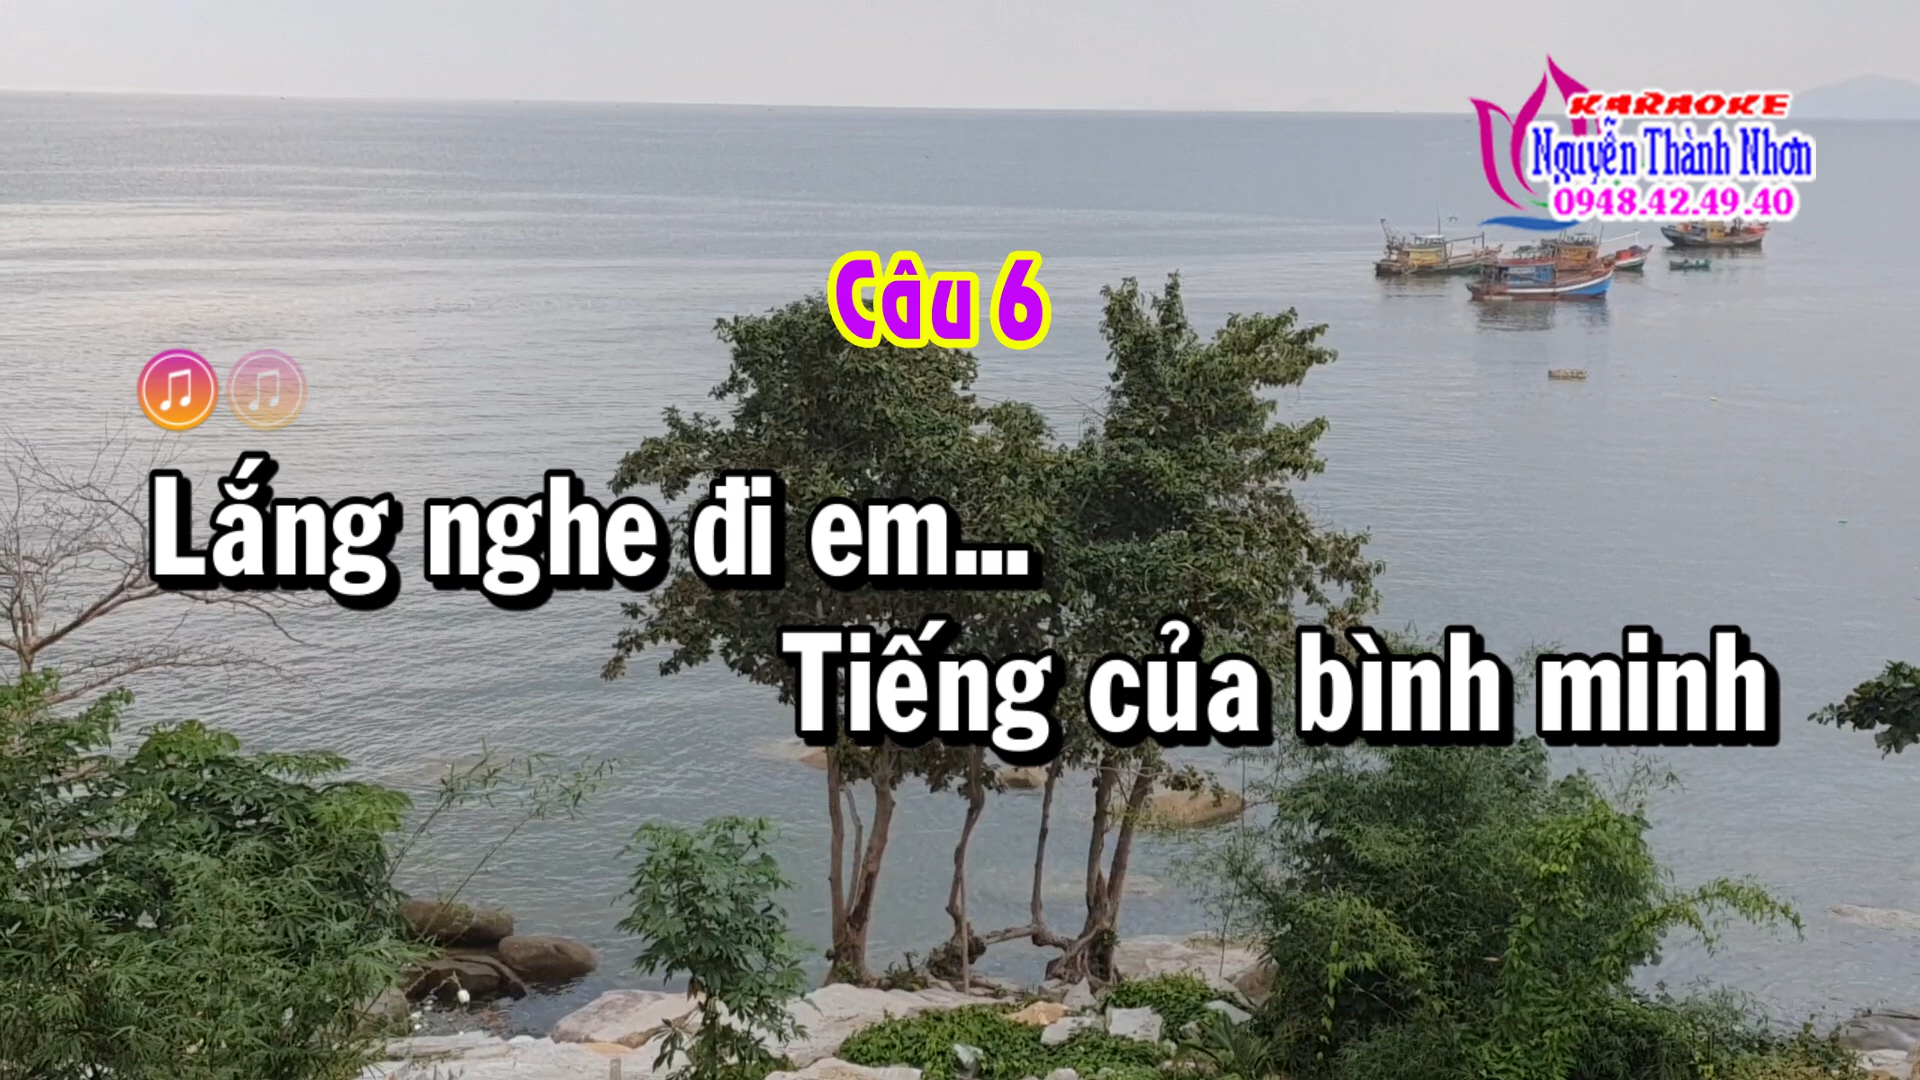 KARAOKE
Nguyễn Thành Nhơn
0948.42.49.40
Câu 6
Lắng nghe đi em...
Tiếng của bình minh